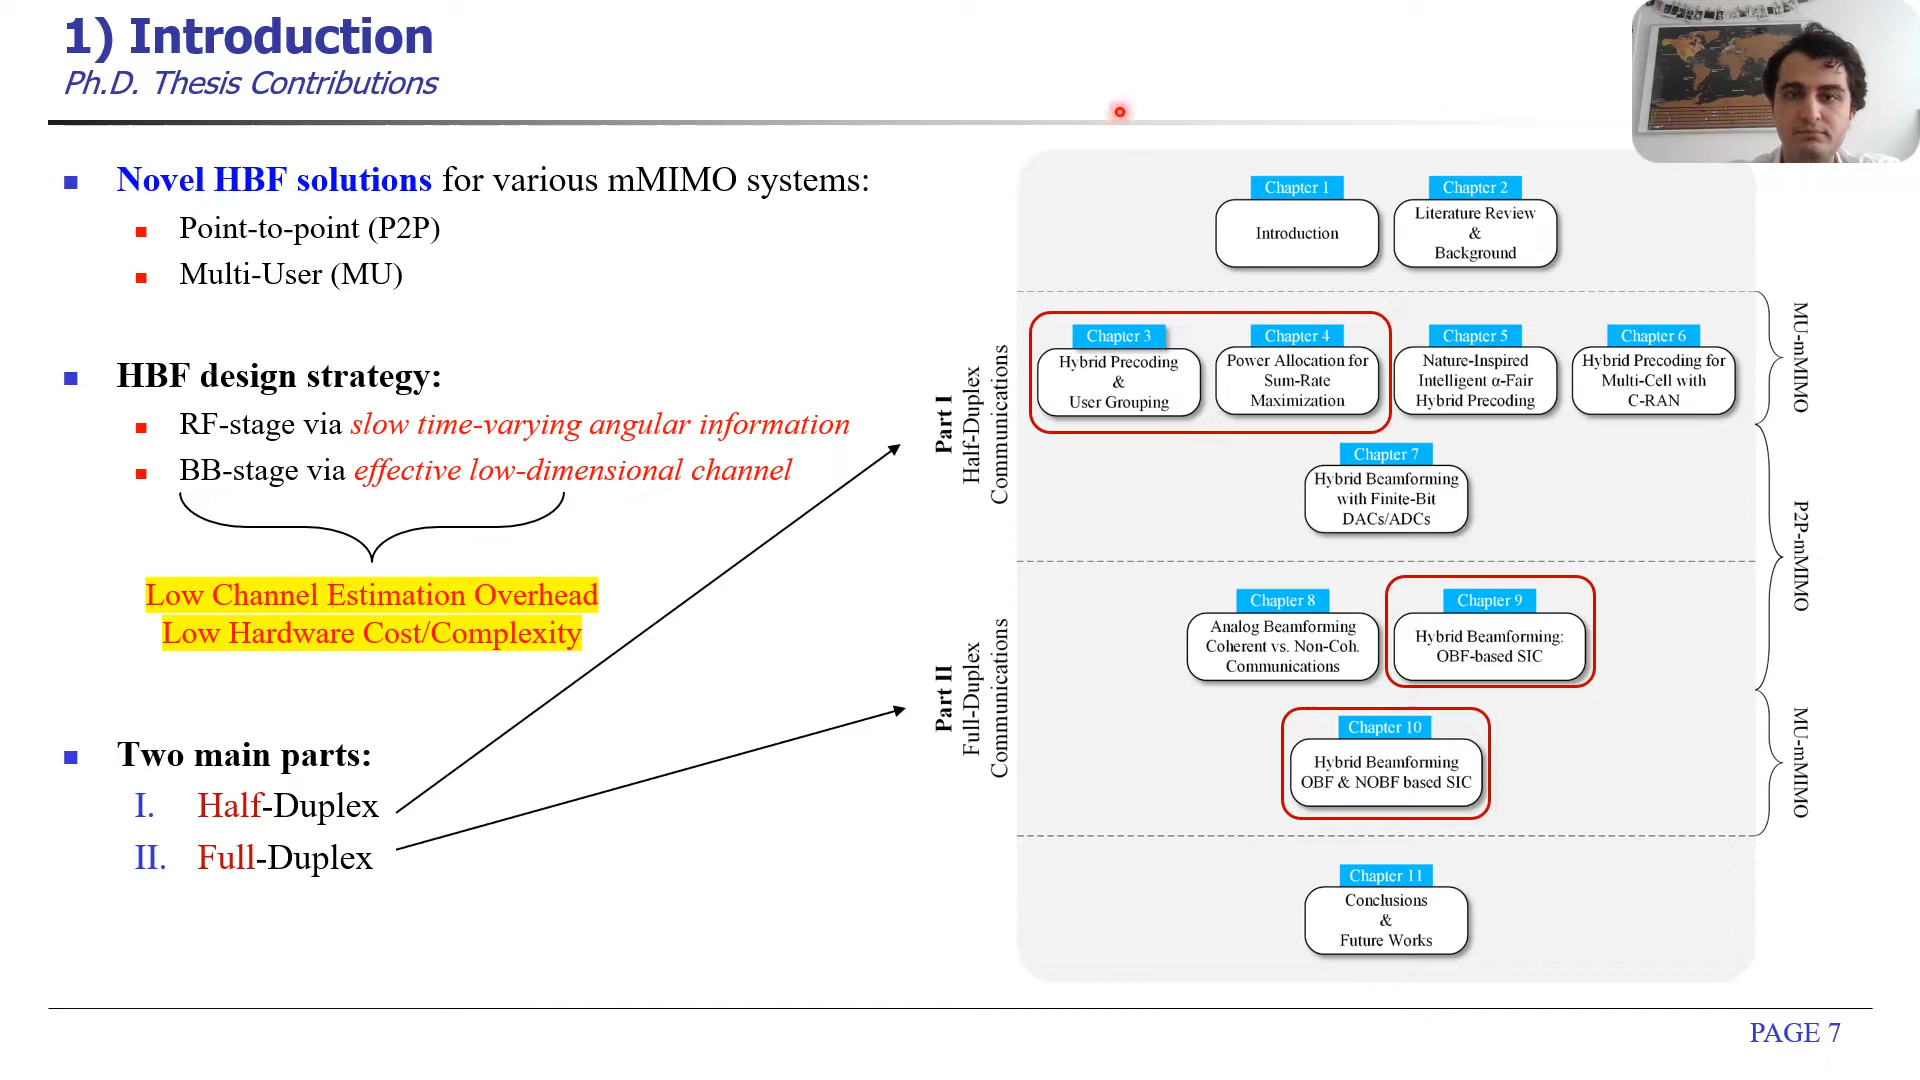 1) Introduction
Ph.D. Thesis Contributions
Novel HBF solutions for various mMIMO systems:
Point-to-point (P2P)
Multi-User (MU)
HBF design strategy:
RF-stage via slow time-varying angular information
BB-stage via effective low-dimensional channel
Low Channel Estimation Overhead
Low Hardware Cost/Complexity
Two main parts:
I. Half-Duplex
II. Full-Duplex
Chapter 1
Introduction
Chapter 2
Literature Review
&
Background
Part I
Half-Duplex
Communications
Chapter 3
Hybrid Precoding
&
User Grouping
Chapter 4
Power Allocation for
Sum-Rate
Maximization
Chapter 5
Nature-Inspired
Intelligent α-Fair
Hybrid Precoding
Chapter 6
Hybrid Precoding for
Multi-Cell with
C-RAN
MU-mMIMO
Chapter 7
Hybrid Beamforming
with Finite-Bit
DACs/ADCs
P2P-mMIMO
Part II
Full-Duplex
Communications
Chapter 8
Analog Beamforming
Coherent vs. Non-Coh.
Communications
Chapter 9
Hybrid Beamforming:
OBF-based SIC
Chapter 10
Hybrid Beamforming
OBF & NOBF based SIC
MU-mMIMO
Chapter 11
Conclusions
&
Future Works
PAGE 7